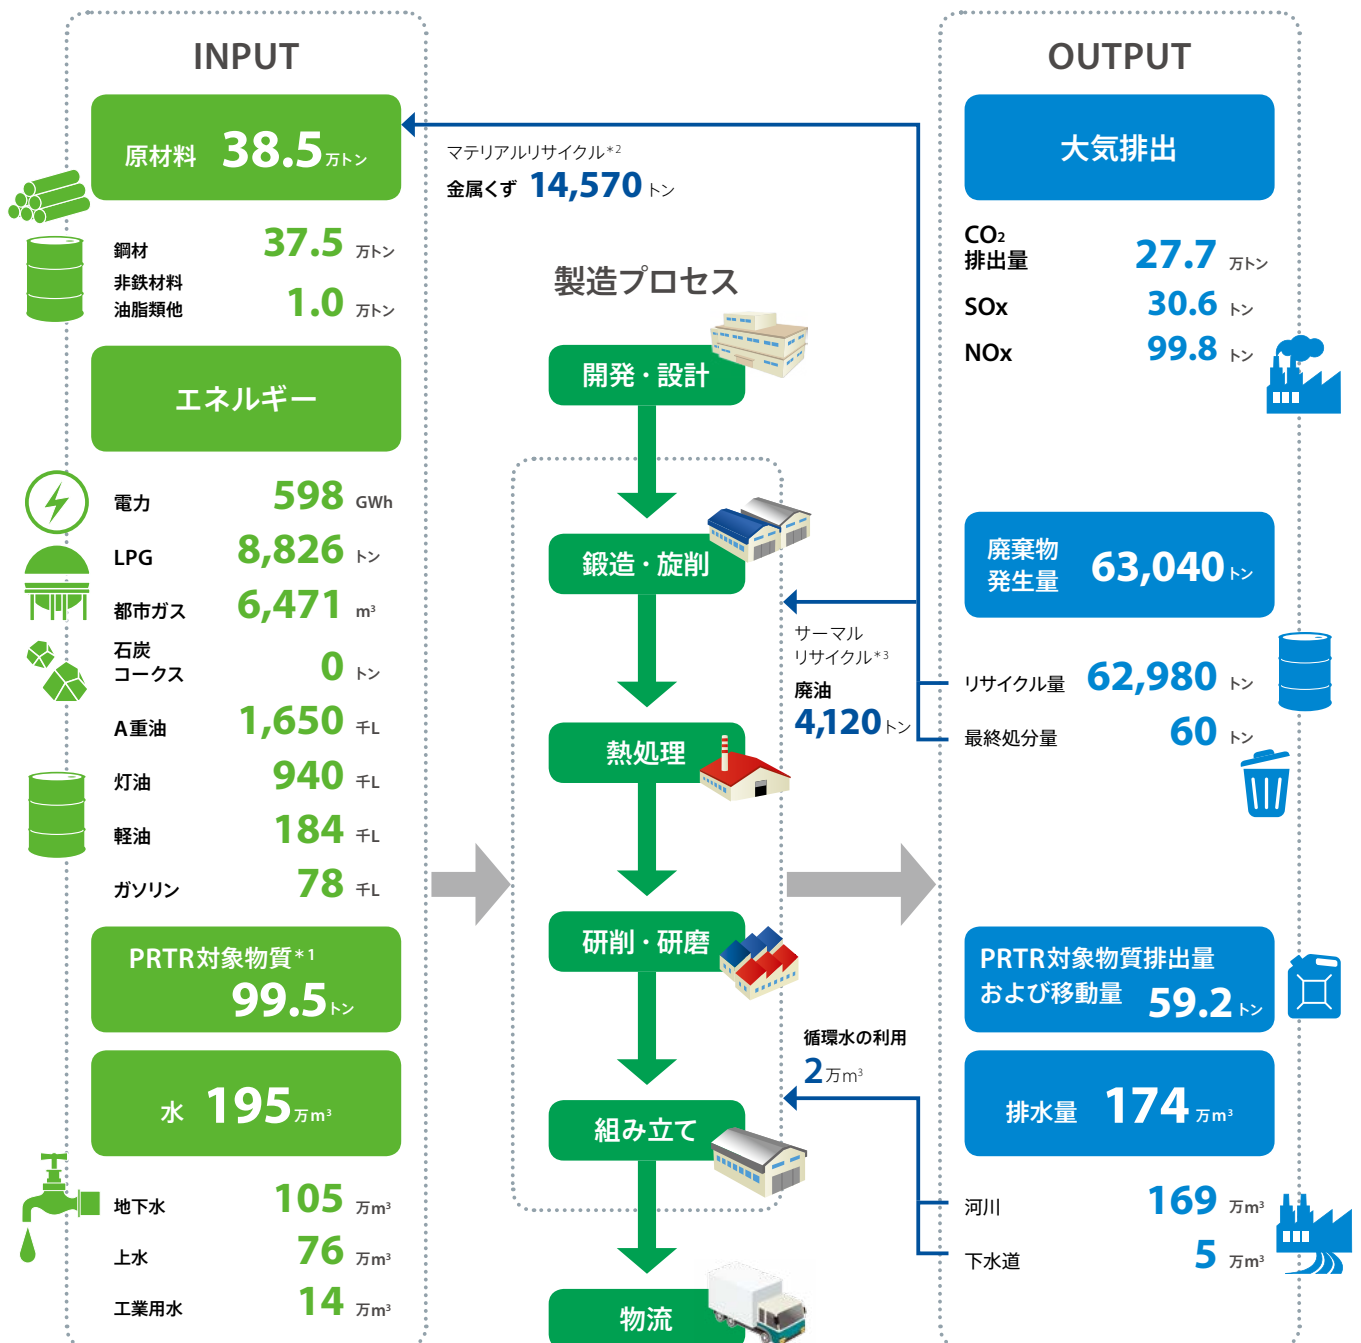 INPUT
原材料 38.5万トン
鋼材 37.5 万トン
非鉄材料
油脂類他 1.0 万トン
エネルギー
電力 598 GWh
LPG 8,826 トン
都市ガス 6,471 m³
石炭
コークス 0 トン
A重油 1,650 千L
灯油 940 千L
軽油 184 千L
ガソリン 78 千L
PRTR対象物質*1
99.5トン
水 195万m³
地下水 105 万m³
上水 76 万m³
工業用水 14 万m³
マテリアルリサイクル*2
金属くず 14,570 トン
製造プロセス
開発・設計
鍛造・旋削
熱処理
研削・研磨
組み立て
物流
サーマル
リサイクル*3
廃油
4,120トン
循環水の利用
2万m³
OUTPUT
大気排出
CO₂
排出量 27.7 万トン
SOx 30.6 トン
NOx 99.8 トン
廃棄物
発生量 63,040トン
リサイクル量 62,980 トン
最終処分量 60 トン
PRTR対象物質排出量
および移動量 59.2トン
排水量 174万m³
河川 169 万m³
下水道 5 万m³